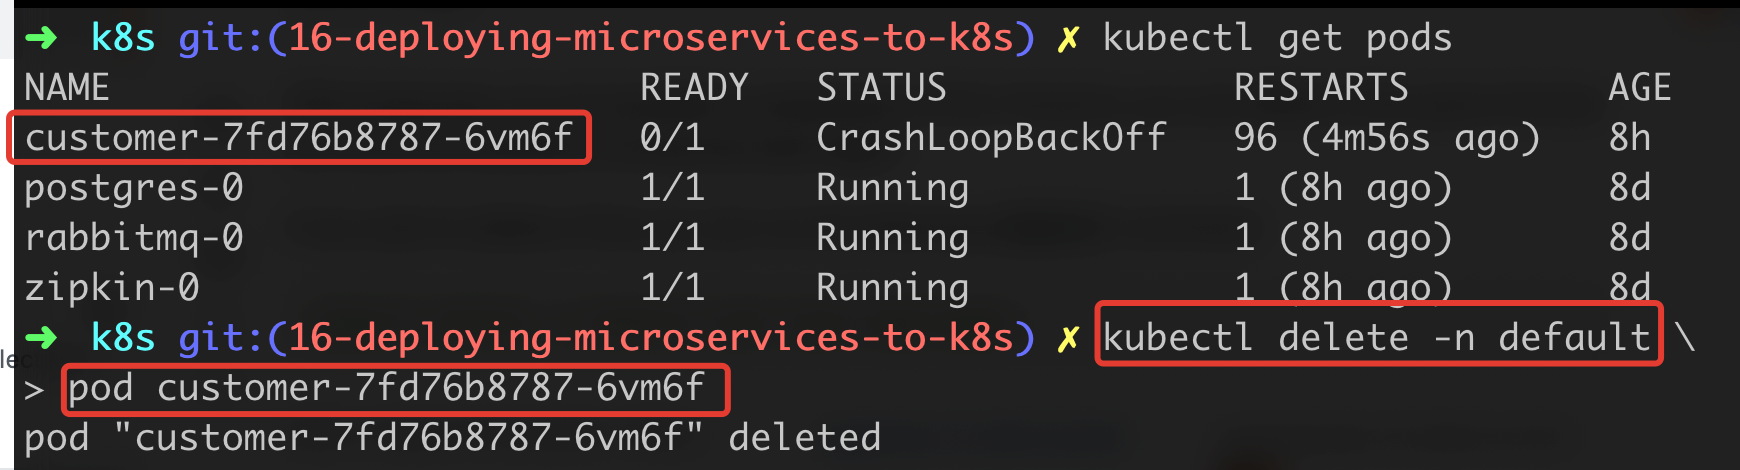 ➜  k8s git:(16-deploying-microservices-to-k8s) ✗ kubectl get pods
NAME READY STATUS RESTARTS AGE
customer-7fd76b8787-6vm6f 0/1 CrashLoopBackOff 96 (4m56s ago) 8h
postgres-0 1/1 Running 1 (8h ago) 8d
rabbitmq-0 1/1 Running 1 (8h ago) 8d
zipkin-0 1/1 Running 1 (8h ago) 8d
➜  k8s git:(16-deploying-microservices-to-k8s) ✗ kubectl delete -n default \
> pod customer-7fd76b8787-6vm6f
pod "customer-7fd76b8787-6vm6f" deleted